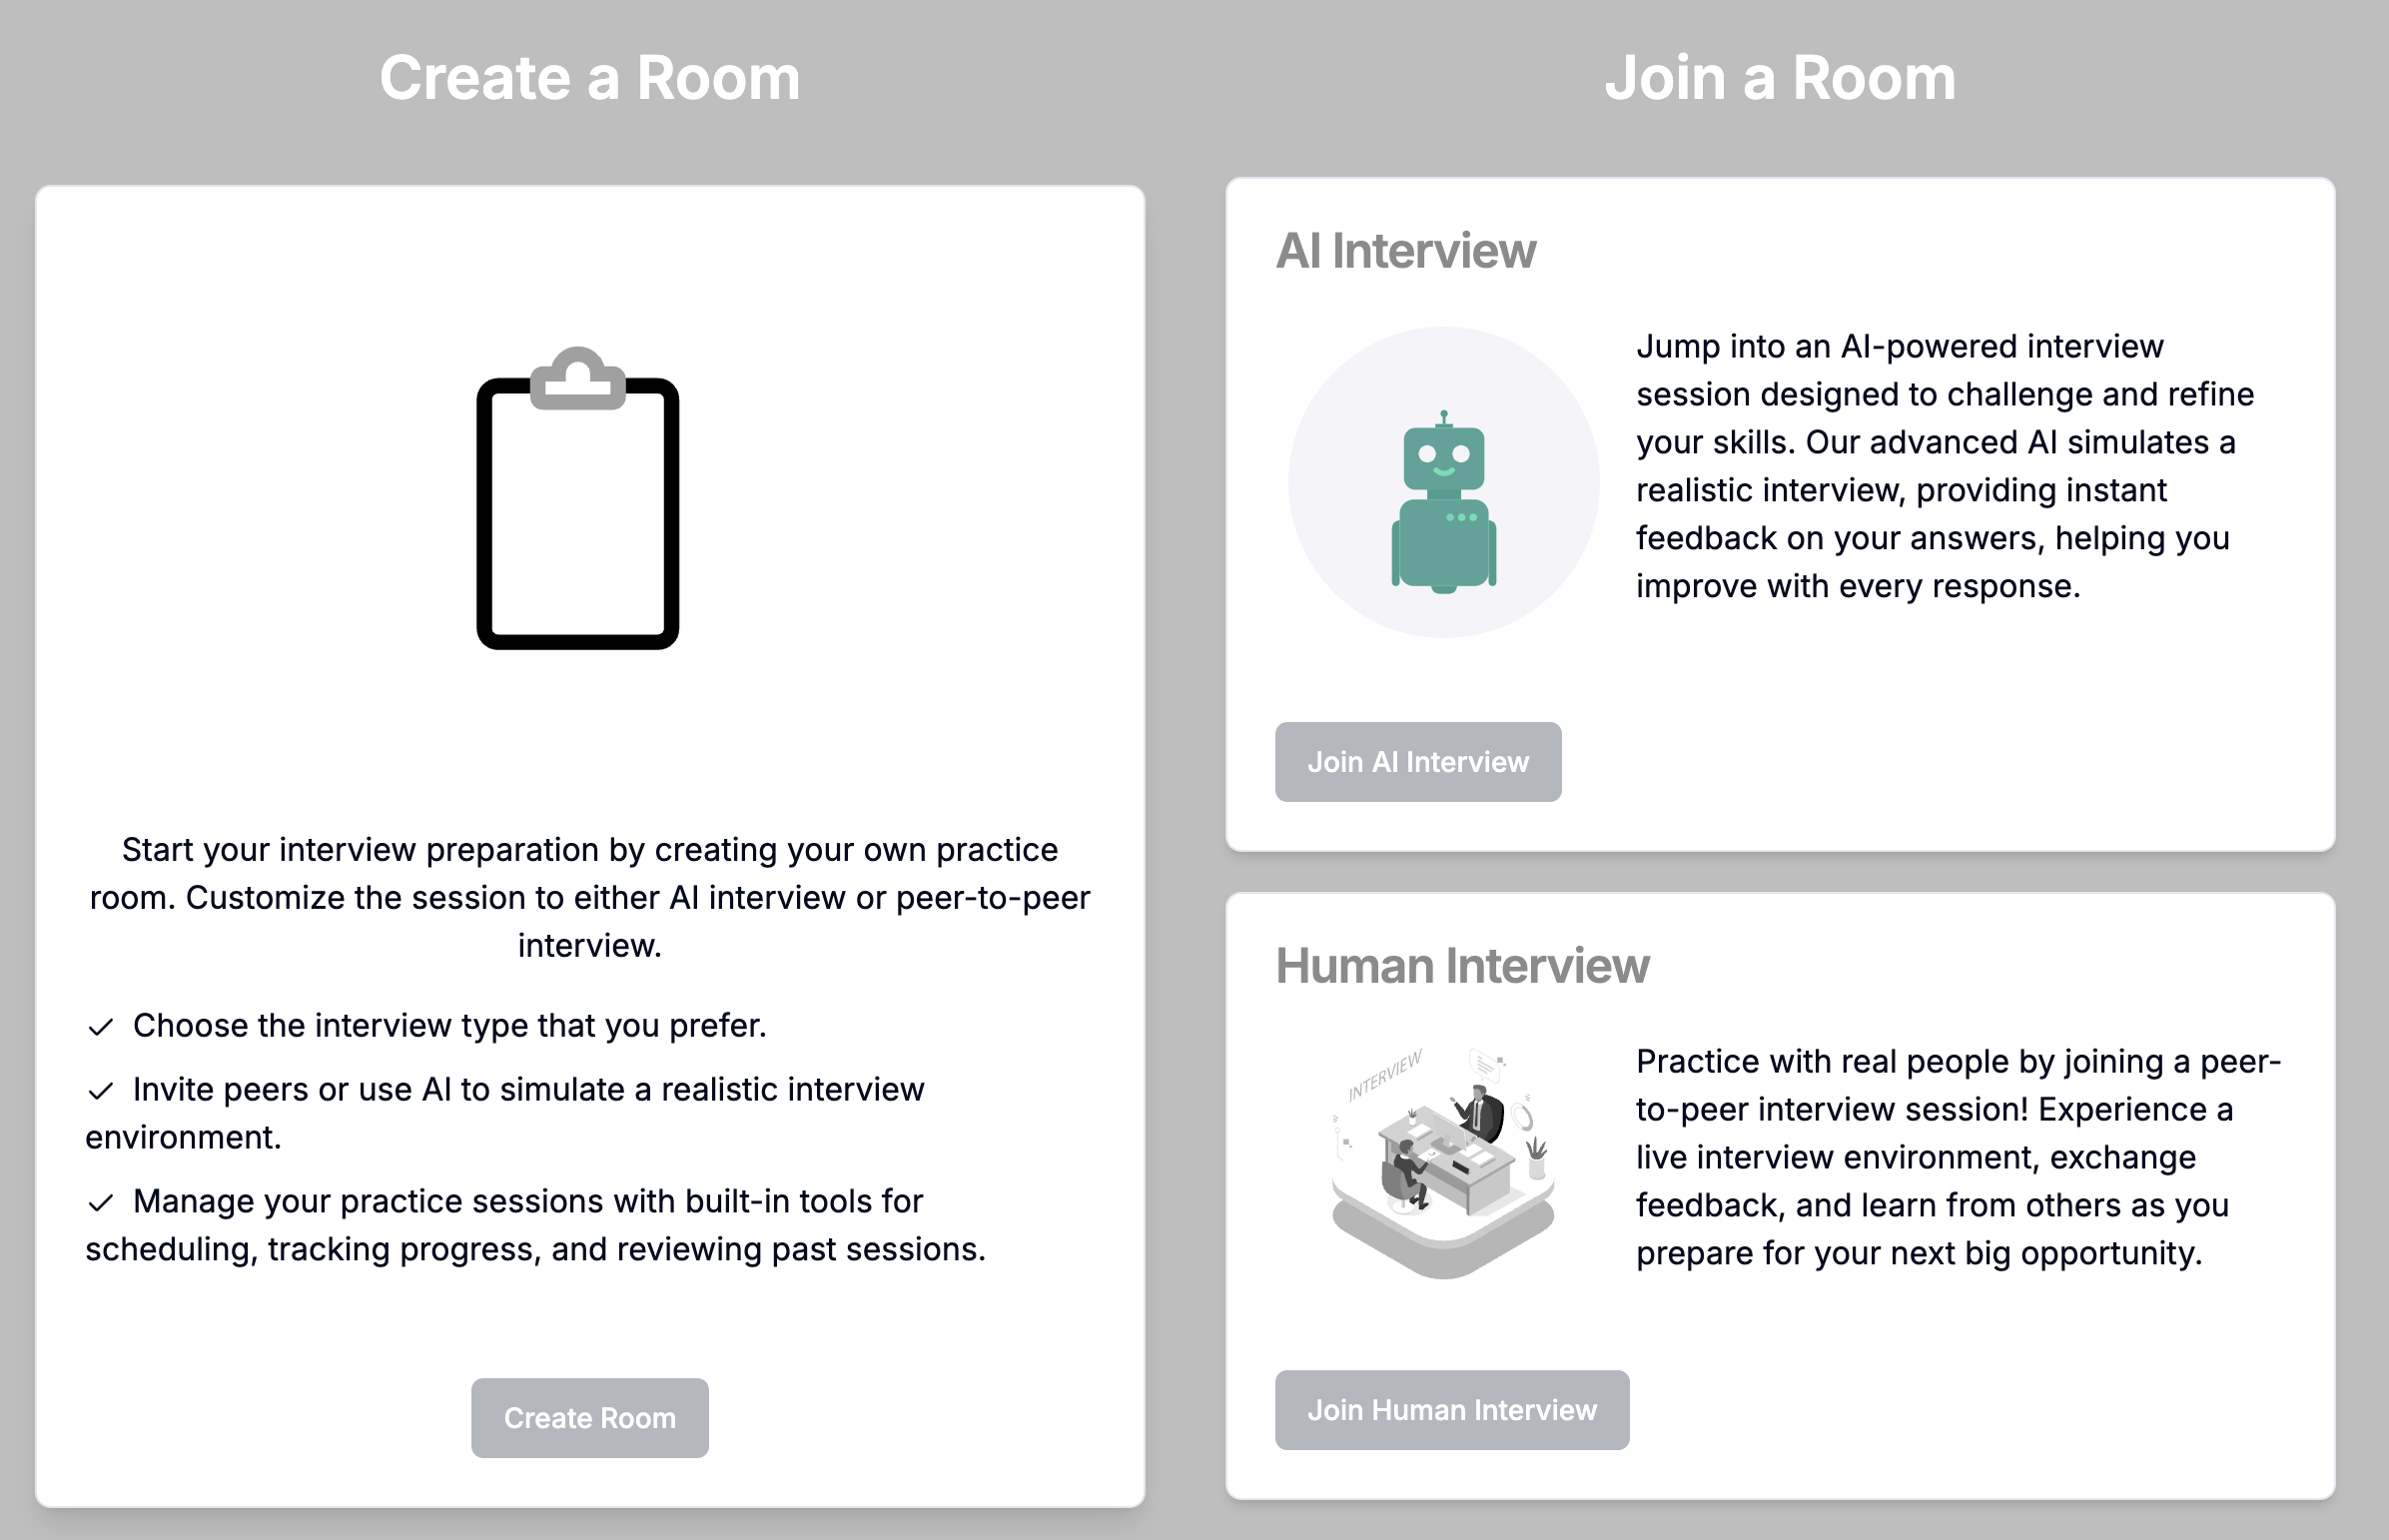 Create a Room
Start your interview preparation by creating your own practice
room. Customize the session to either AI interview or peer-to-peer
interview.
Choose the interview type that you prefer.
Invite peers or use AI to simulate a realistic interview
environment.
Manage your practice sessions with built-in tools for
scheduling, tracking progress, and reviewing past sessions.
Create Room
Join a Room
AI Interview
Jump into an AI-powered interview
session designed to challenge and refine
your skills. Our advanced AI simulates a
realistic interview, providing instant
feedback on your answers, helping you
improve with every response.
Join AI Interview
Human Interview
INTERVIEW
Practice with real people by joining a peer-
to-peer interview session! Experience a
live interview environment, exchange
feedback, and learn from others as you
prepare for your next big opportunity.
Join Human Interview